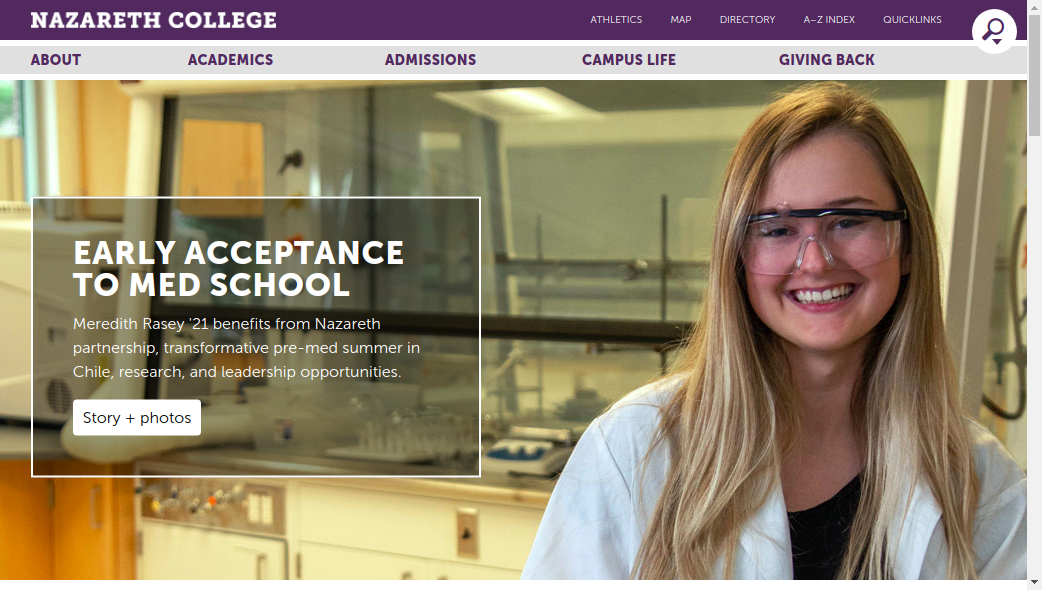 NAZARETH COLLEGE
ATHLETICS MAP DIRECTORY A–Z INDEX QUICKLINKS
ABOUT ACADEMICS ADMISSIONS CAMPUS LIFE GIVING BACK
EARLY ACCEPTANCE
TO MED SCHOOL
Meredith Rasey '21 benefits from Nazareth
partnership, transformative pre-med summer in
Chile, research, and leadership opportunities.
Story + photos